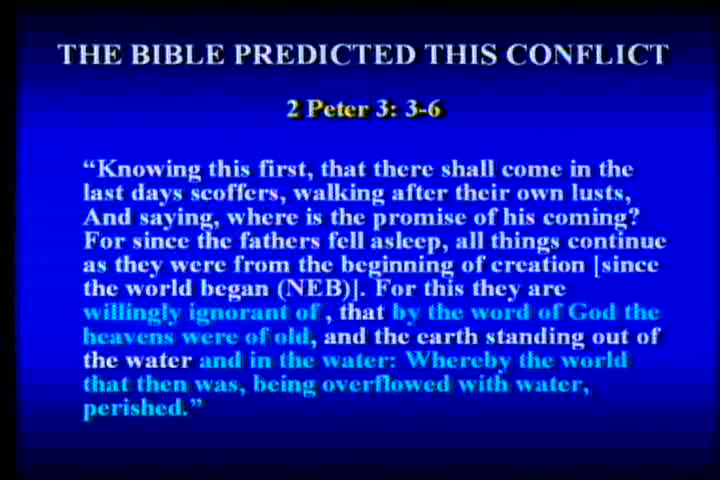 THE BIBLE PREDICTED THIS CONFLICT
2 Peter 3: 3-6
“Knowing this first, that there shall come in the
last days scoffers, walking after their own lusts,
And saying, where is the promise of his coming?
For since the fathers fell asleep, all things continue
as they were from the beginning of creation [since
the world began (NEB)]. For this they are
willingly ignorant of , that by the word of God the
heavens were of old, and the earth standing out of
the water and in the water: Whereby the world
that then was, being overflowed with water,
perished.”